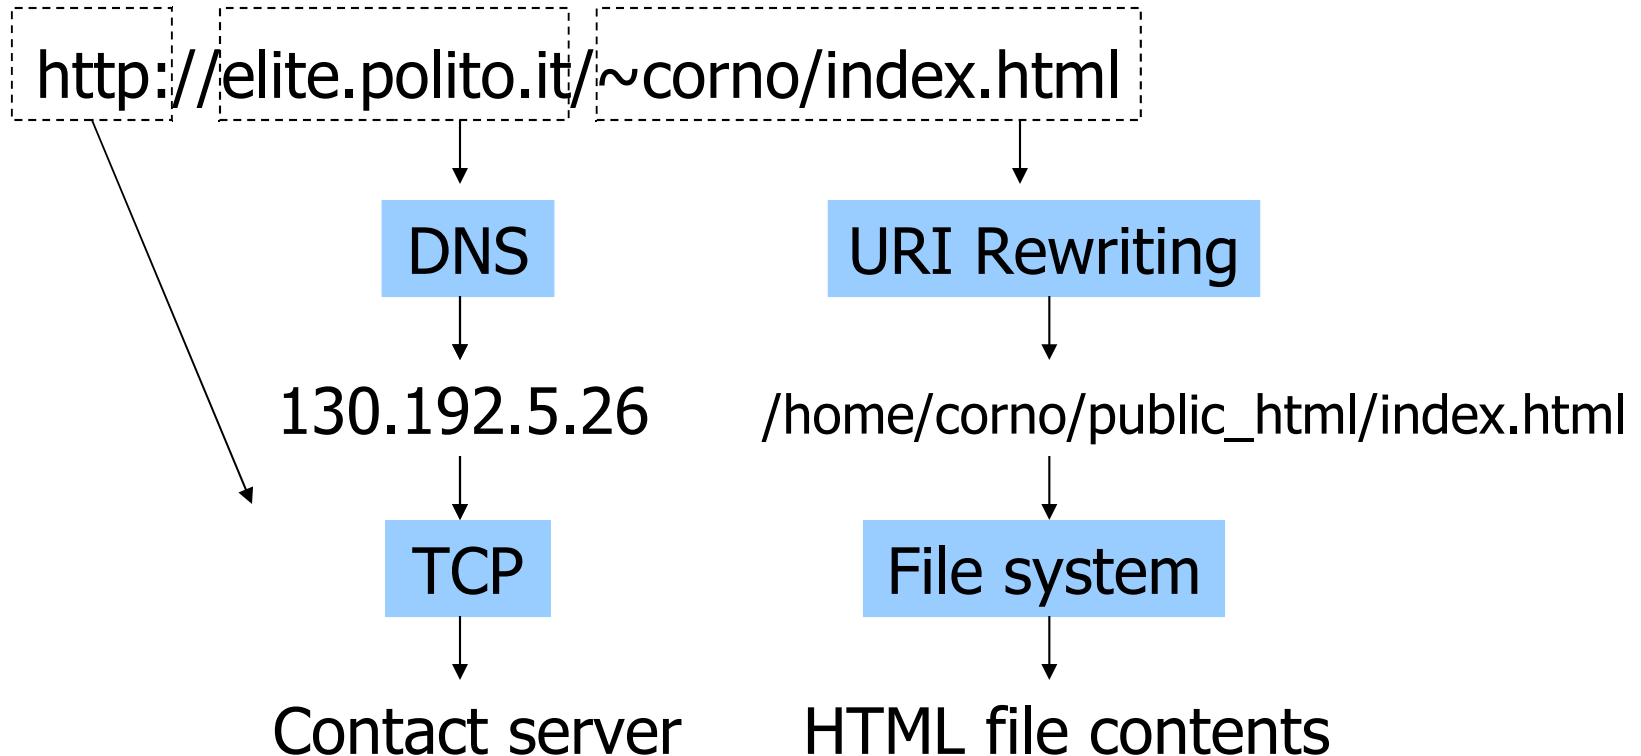 http://elite.polito.it/~corno/index.html
DNS URI Rewriting
130.192.5.26 /home/corno/public_html/index.html
TCP File system
Contact server HTML file contents